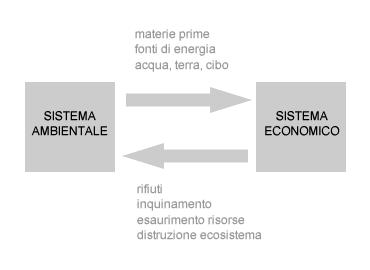 materie prime
fonti di energia
acqua, terra, cibo
SISTEMA
AMBIENTALE
SISTEMA
ECONOMICO
rifiuti
inquinamento
esaurimento risorse
distruzione ecosistema